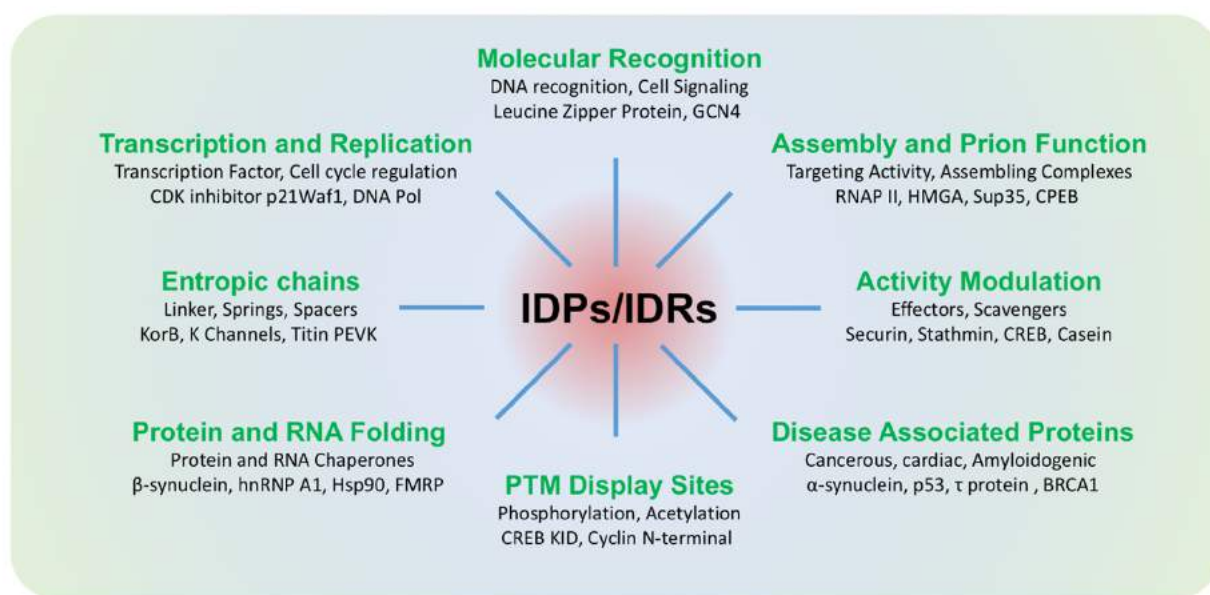 Molecular Recognition
DNA recognition, Cell Signaling
Leucine Zipper Protein, GCN4
Transcription and Replication
Transcription Factor, Cell cycle regulation
CDK inhibitor p21Waf1, DNA Pol
Assembly and Prion Function
Targeting Activity, Assembling Complexes
RNAP II, HMGA, Sup35, CPEB
Entropic chains
Linker, Springs, Spacers
KorB, K Channels, Titin PEVK
IDPs/IDRs
Activity Modulation
Effectors, Scavengers
Securin, Stathmin, CREB, Casein
Protein and RNA Folding
Protein and RNA Chaperones
β-synuclein, hnRNP A1, Hsp90, FMRP
PTM Display Sites
Phosphorylation, Acetylation
CREB KID, Cyclin N-terminal
Disease Associated Proteins
Cancerous, cardiac, Amyloidogenic
α-synuclein, p53, τ protein , BRCA1